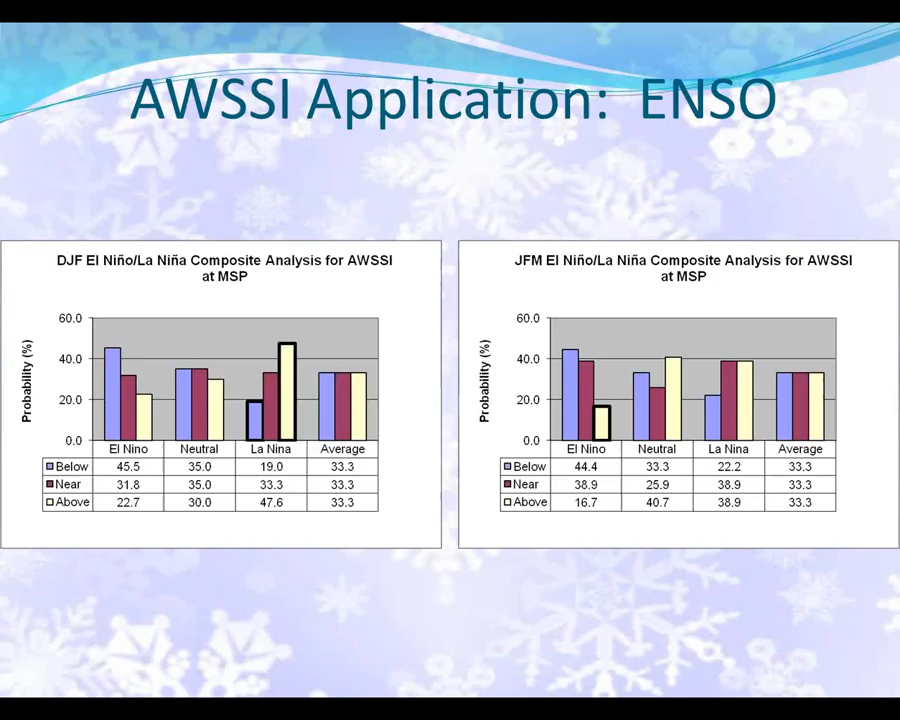 AWSSI Application:  ENSO
DJF El Niño/La Niña Composite Analysis for AWSSI
at MSP
Probability (%)
60.0
40.0
20.0
0.0
El Nino Neutral La Nina Average
Below 45.5 35.0 19.0 33.3
Near 31.8 35.0 33.3 33.3
Above 22.7 30.0 47.6 33.3
JFM El Niño/La Niña Composite Analysis for AWSSI
at MSP
Probability (%)
60.0
40.0
20.0
0.0
El Nino Neutral La Nina Average
Below 44.4 33.3 22.2 33.3
Near 38.9 25.9 38.9 33.3
Above 16.7 40.7 38.9 33.3